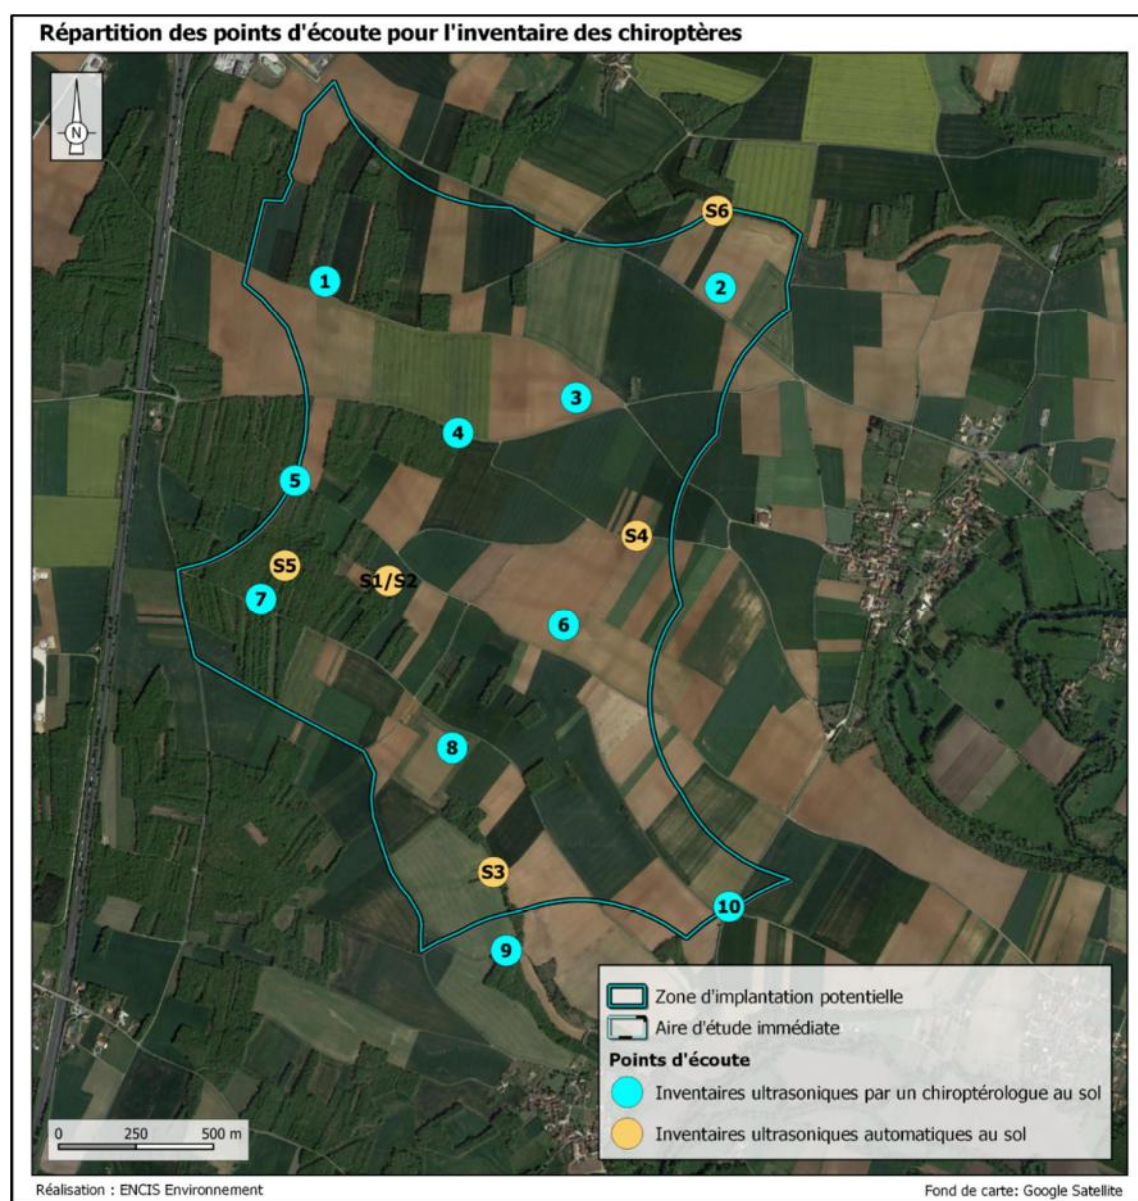 Répartition des points d'écoute pour l'inventaire des chiroptères
N
S6
1
2
3
4
5
S4
S5
S1/S2
7
6
8
S3
10
9
Zone d'implantation potentielle
Aire d'étude immédiate
Points d'écoute
Inventaires ultrasoniques par un chiroptérologue au sol
Inventaires ultrasoniques automatiques au sol
0 250 500 m
Réalisation : ENCIS Environnement
Fond de carte: Google Satellite